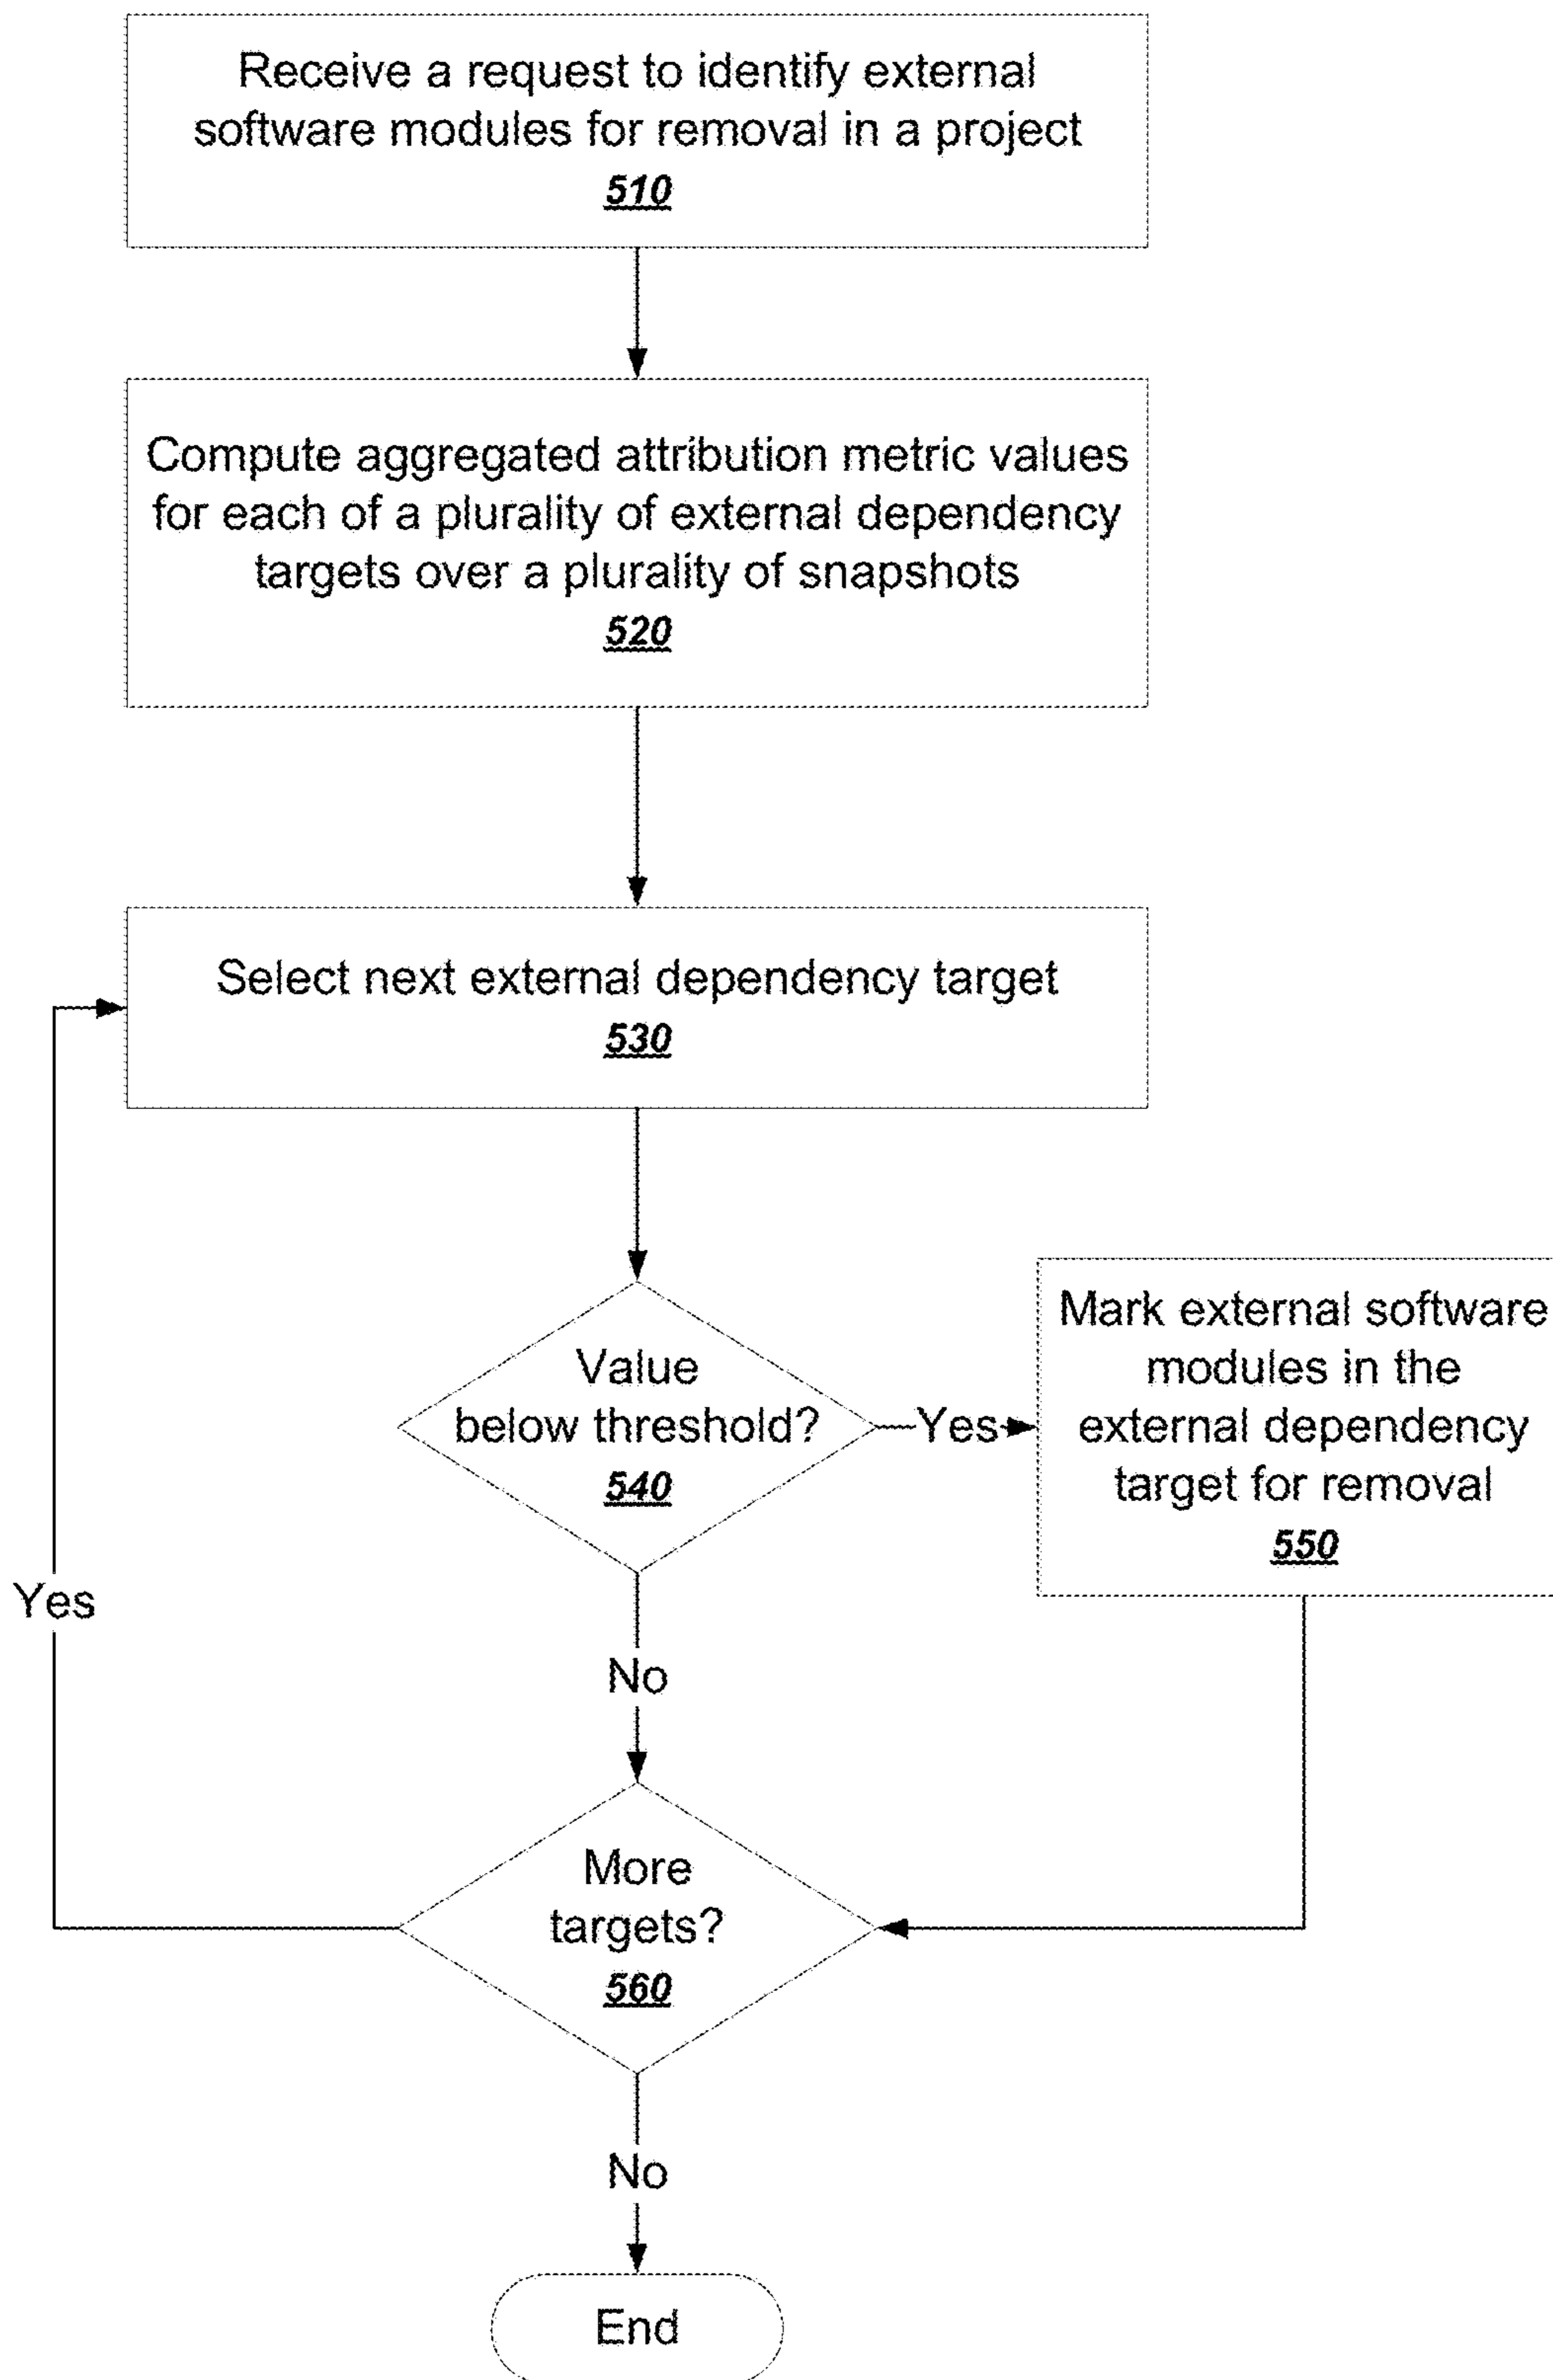 Receive a request to identify external
software modules for removal in a project
510
Compute aggregated attribution metric values
for each of a plurality of external dependency
targets over a plurality of snapshots
520
Select next external dependency target
530
Value
below threshold?
540
Yes
Mark external software
modules in the
external dependency
target for removal
550
Yes
No
More
targets?
560
No
End